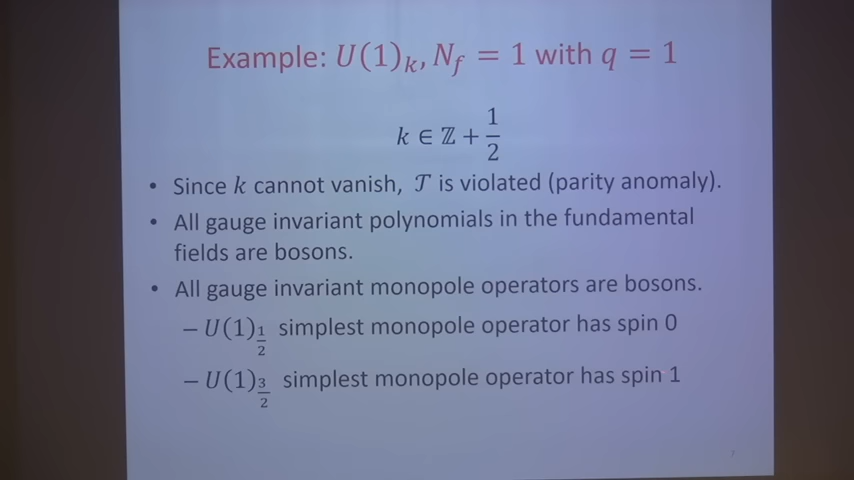 Example: U(1)ₖ, N_f = 1 with q = 1
k ∈ ℤ + 1/2
• Since k cannot vanish, 𝒯 is violated (parity anomaly).
• All gauge invariant polynomials in the fundamental
fields are bosons.
• All gauge invariant monopole operators are bosons.
– U(1)_{1/2} simplest monopole operator has spin 0
– U(1)_{3/2} simplest monopole operator has spin 1
7